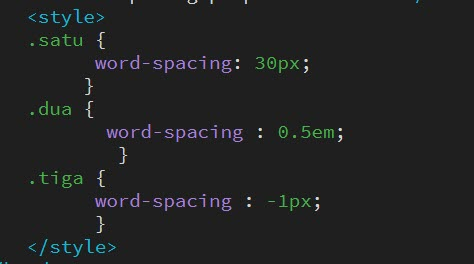 <style>
.satu {
word-spacing: 30px;
}
.dua {
word-spacing : 0.5em;
}
.tiga {
word-spacing : -1px;
}
</style>